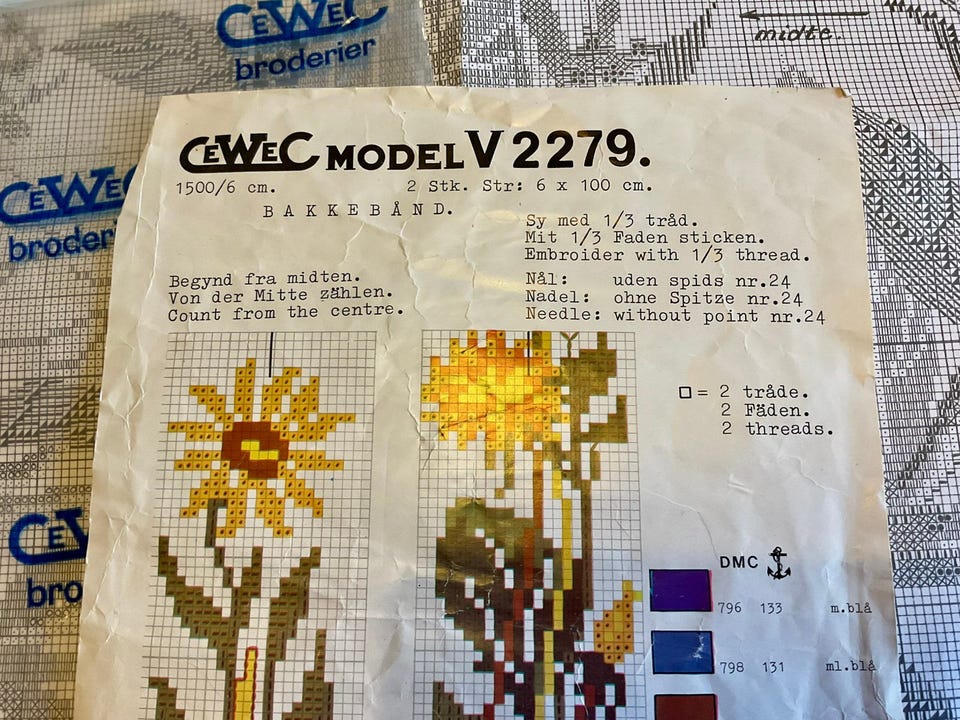 CEWEC
broderier
midte.
CEWEC MODEL V 2279.
1500/6 cm.
2 Stk. Str: 6 x 100 cm.
BAKKEBÅND.
Sy med 1/3 tråd.
Mit 1/3 Faden sticken.
Embroider with 1/3 thread.
Begynd fra midten.
Von der Mitte zählen.
Count from the centre.
Nål: uden spids nr.24
Nadel: ohne Spitze nr.24
Needle: without point nr.24
= 2 tråde.
2 Fäden.
2 threads.
CEWEC
broderier
CEWEC
bro
DMC
796 133 m.blå
798 131 ml.blå